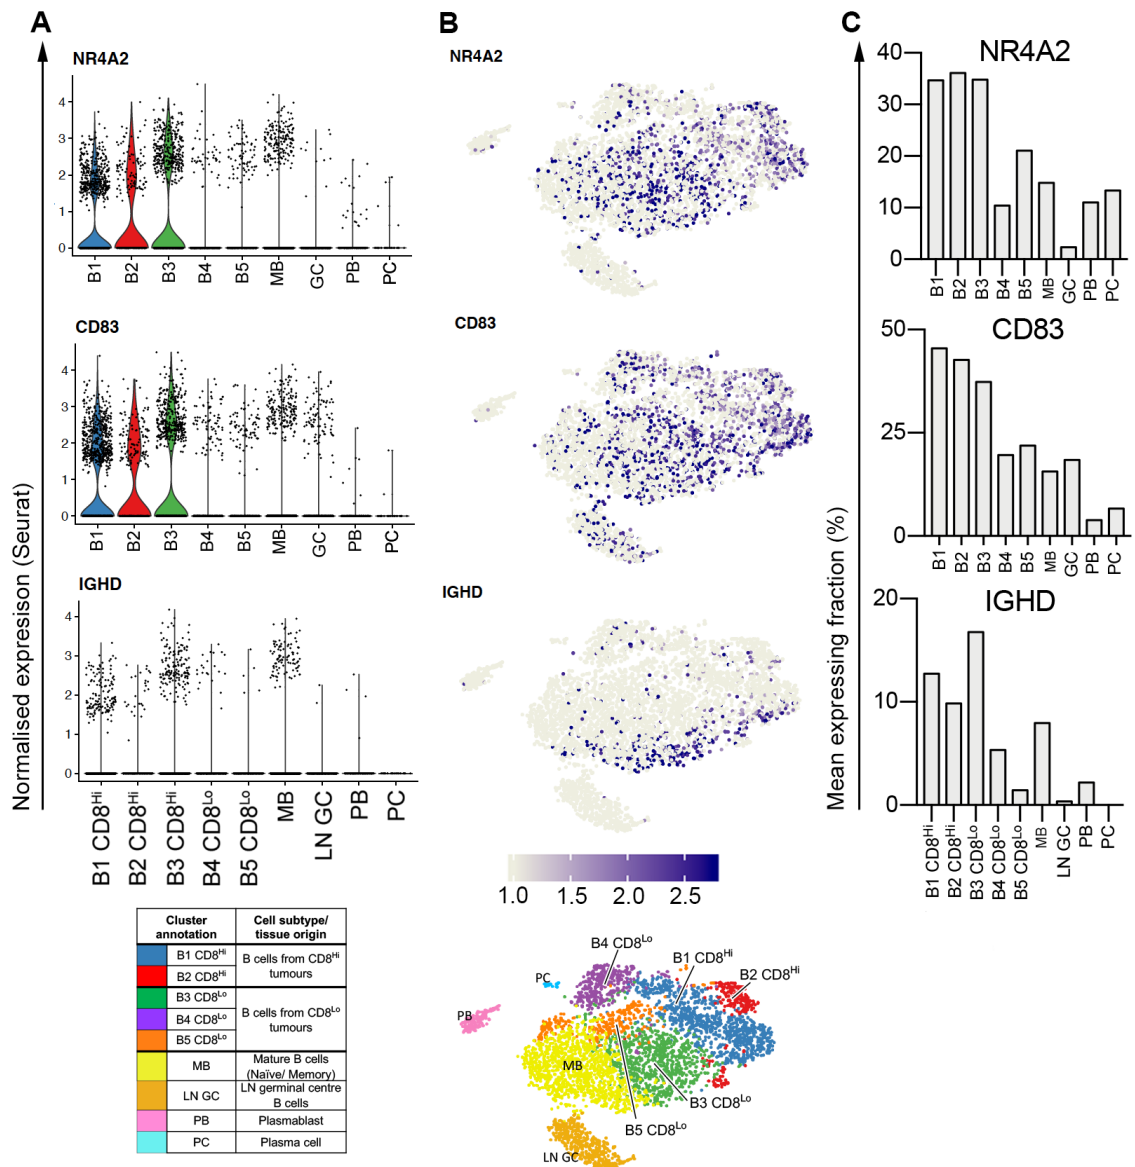 A
Normalised expresion (Seurat)
NR4A2
4
3
2
1
0
B1
B2
B3
B4
B5
MB
GC
PB
PC
CD83
4
3
2
1
0
B1
B2
B3
B4
B5
MB
GC
PB
PC
IGHD
4
3
2
1
0
B1 CD8Hi
B2 CD8Hi
B3 CD8Hi
B4 CD8Lo
B5 CD8Lo
MB
LN GC
PB
PC
Cluster annotation
Cell subtype/ tissue origin
B1 CD8Hi
B2 CD8Hi
B cells from CD8Hi
tumours
B3 CD8Lo
B4 CD8Lo
B5 CD8Lo
B cells from CD8Lo
tumours
MB
Mature B cells
(Naïve/ Memory)
LN GC
LN germinal centre
B cells
PB
Plasmablast
PC
Plasma cell
B
NR4A2
CD83
IGHD
1.0
1.5
2.0
2.5
B4 CD8Lo
B1 CD8Hi
B2 CD8Hi
PC
PB
MB
B3 CD8Lo
B5 CD8Lo
LN GC
C
Mean expressing fraction (%)
NR4A2
40
30
20
10
0
B1
B2
B3
B4
B5
MB
GC
PB
PC
CD83
50
25
0
B1
B2
B3
B4
B5
MB
GC
PB
PC
IGHD
20
10
0
B1 CD8Hi
B2 CD8Hi
B3 CD8Lo
B4 CD8Lo
B5 CD8Lo
MB
LN GC
PB
PC